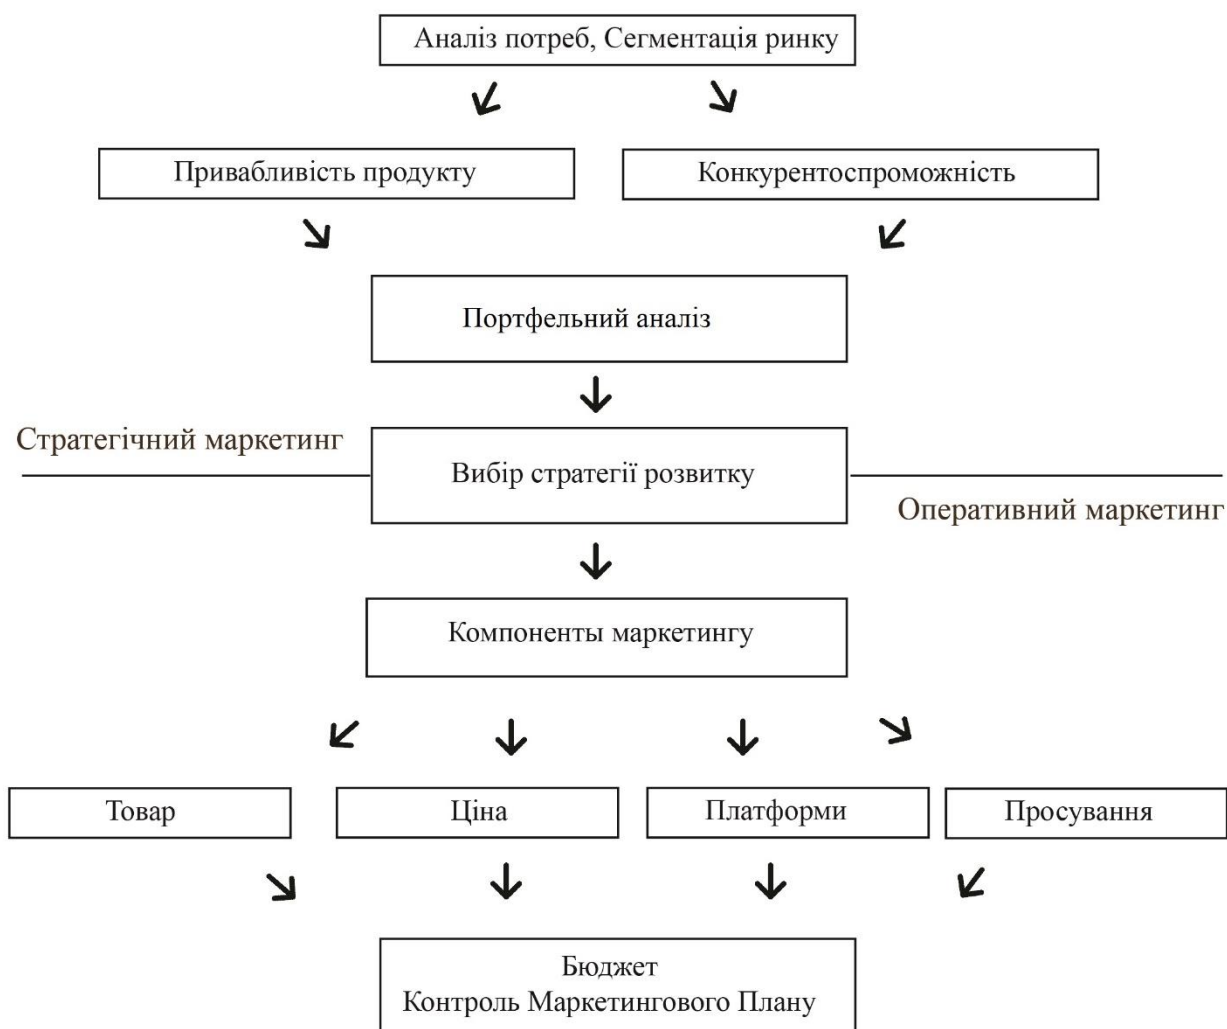 Аналіз потреб, Сегментація ринку
Привабливість продукту
Конкурентоспроможність
Портфельний аналіз
Стратегічний маркетинг
Вибір стратегії розвитку
Оперативний маркетинг
Компоненты маркетингу
Товар
Ціна
Платформи
Просування
Бюджет
Контроль Маркетингового Плану